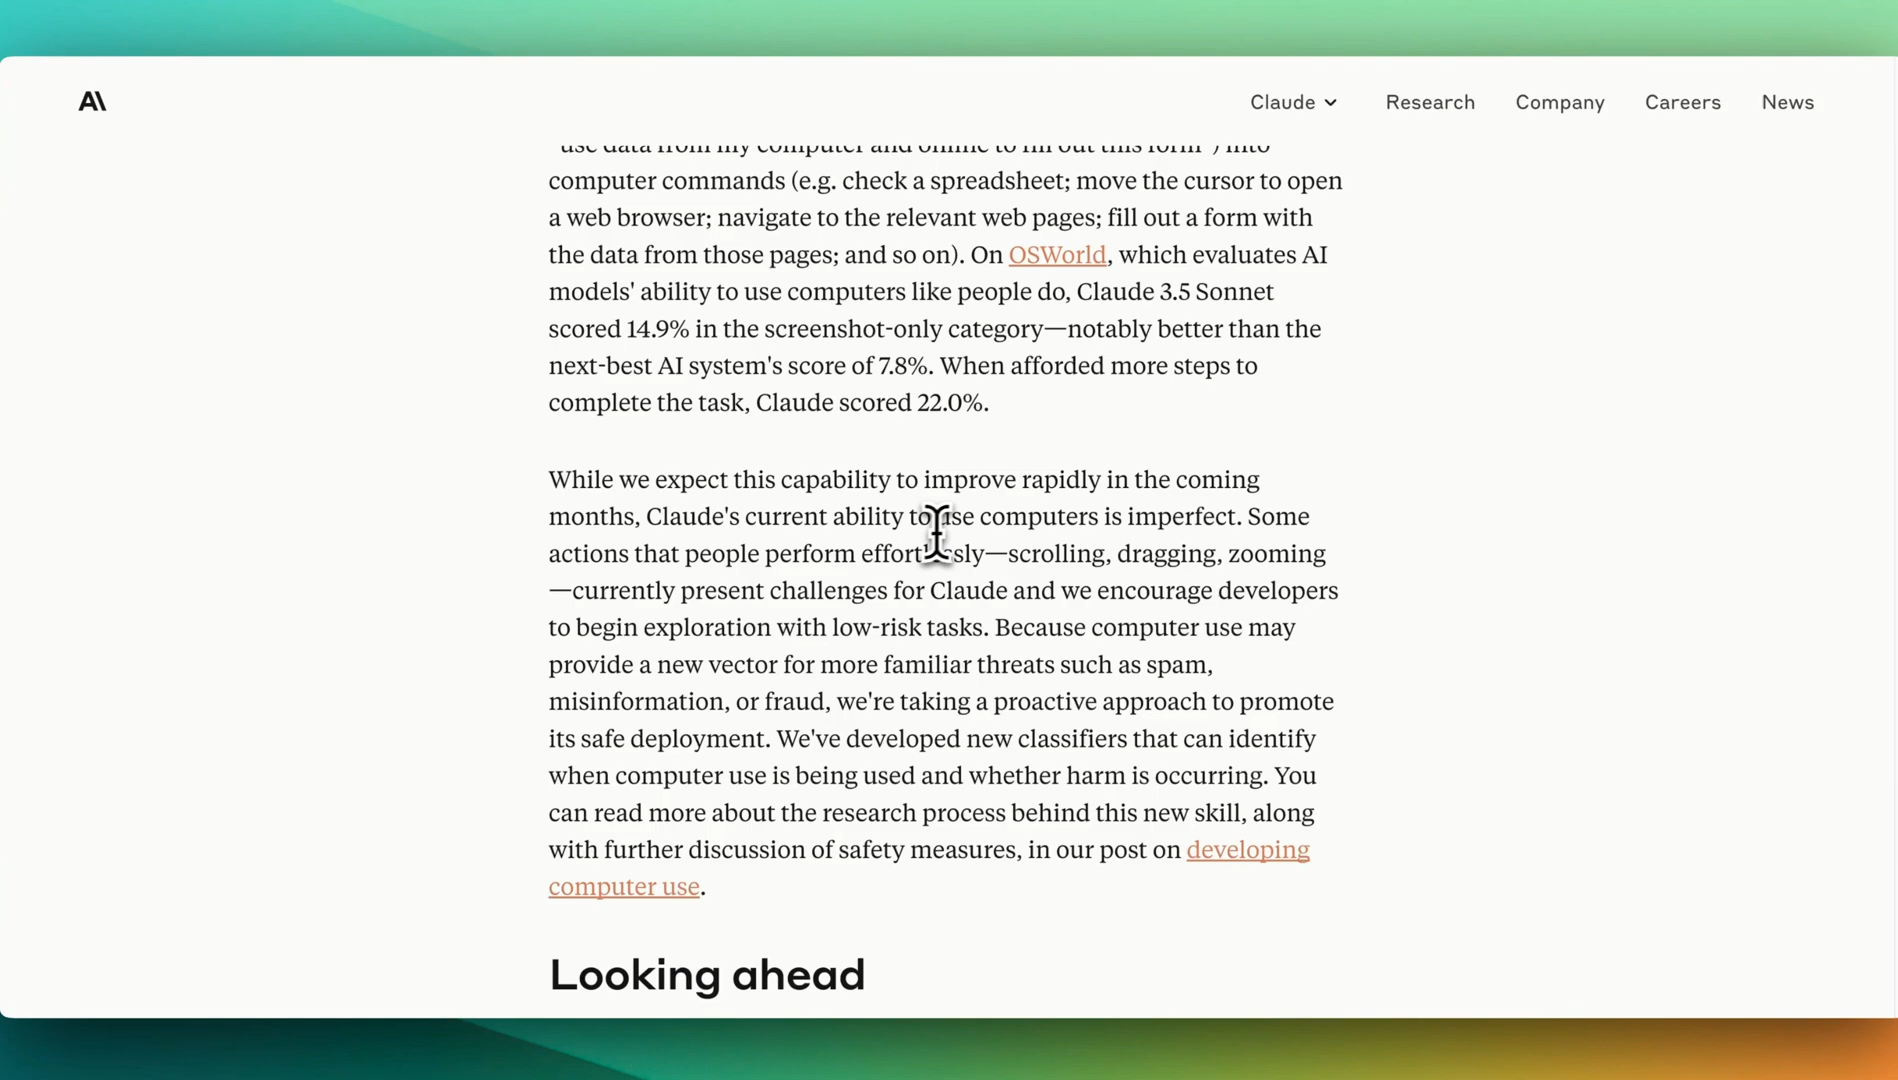 A\
Claude
Research
Company
Careers
News
"use data from my computer and online to fill out this form") into
computer commands (e.g. check a spreadsheet; move the cursor to open
a web browser; navigate to the relevant web pages; fill out a form with
the data from those pages; and so on). On OSWorld, which evaluates AI
models' ability to use computers like people do, Claude 3.5 Sonnet
scored 14.9% in the screenshot-only category—notably better than the
next-best AI system's score of 7.8%. When afforded more steps to
complete the task, Claude scored 22.0%.
While we expect this capability to improve rapidly in the coming
months, Claude's current ability to use computers is imperfect. Some
actions that people perform effortlessly—scrolling, dragging, zooming
—currently present challenges for Claude and we encourage developers
to begin exploration with low-risk tasks. Because computer use may
provide a new vector for more familiar threats such as spam,
misinformation, or fraud, we're taking a proactive approach to promote
its safe deployment. We've developed new classifiers that can identify
when computer use is being used and whether harm is occurring. You
can read more about the research process behind this new skill, along
with further discussion of safety measures, in our post on developing
computer use.
Looking ahead